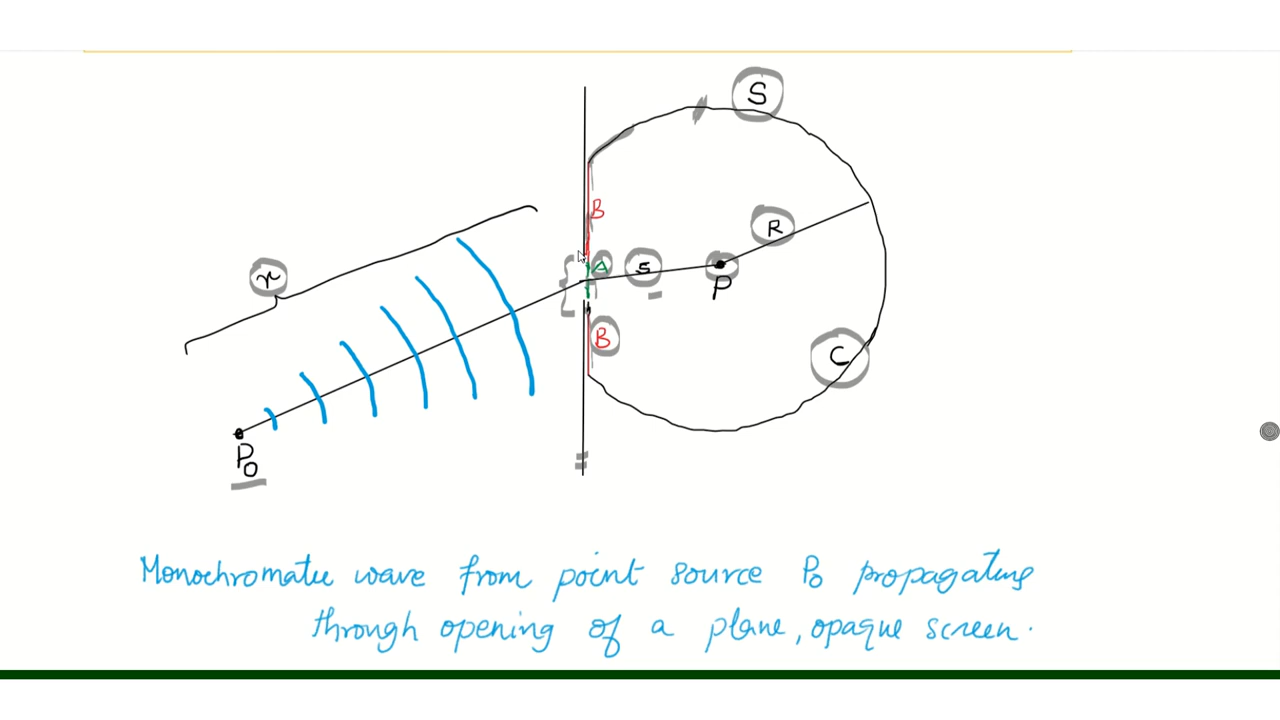 S
B
R
r
A
s
P
B
C
P0
Monochromatic wave from point source P0 propagating
through opening of a plane, opaque screen.